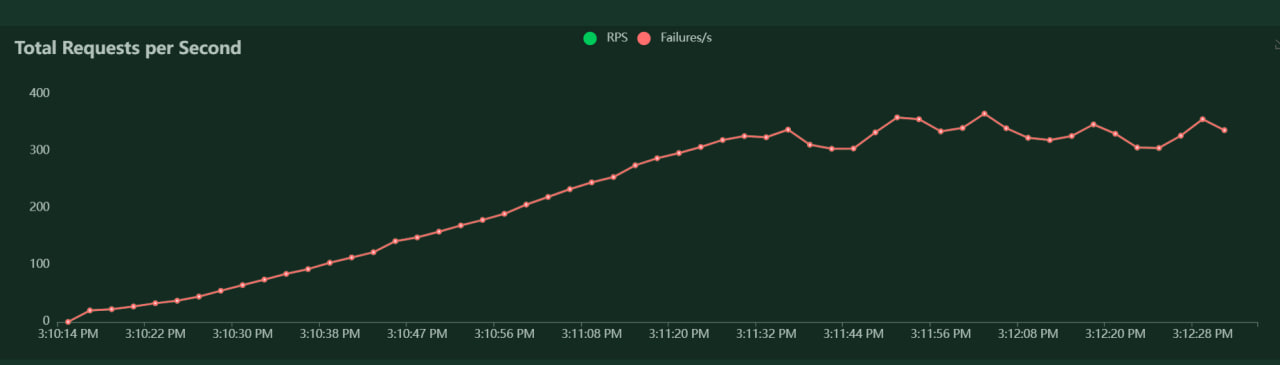 Total Requests per Second
RPS Failures/s
400
300
200
100
0
3:10:14 PM 3:10:22 PM 3:10:30 PM 3:10:38 PM 3:10:47 PM 3:10:56 PM 3:11:08 PM 3:11:20 PM 3:11:32 PM 3:11:44 PM 3:11:56 PM 3:12:08 PM 3:12:20 PM 3:12:28 PM